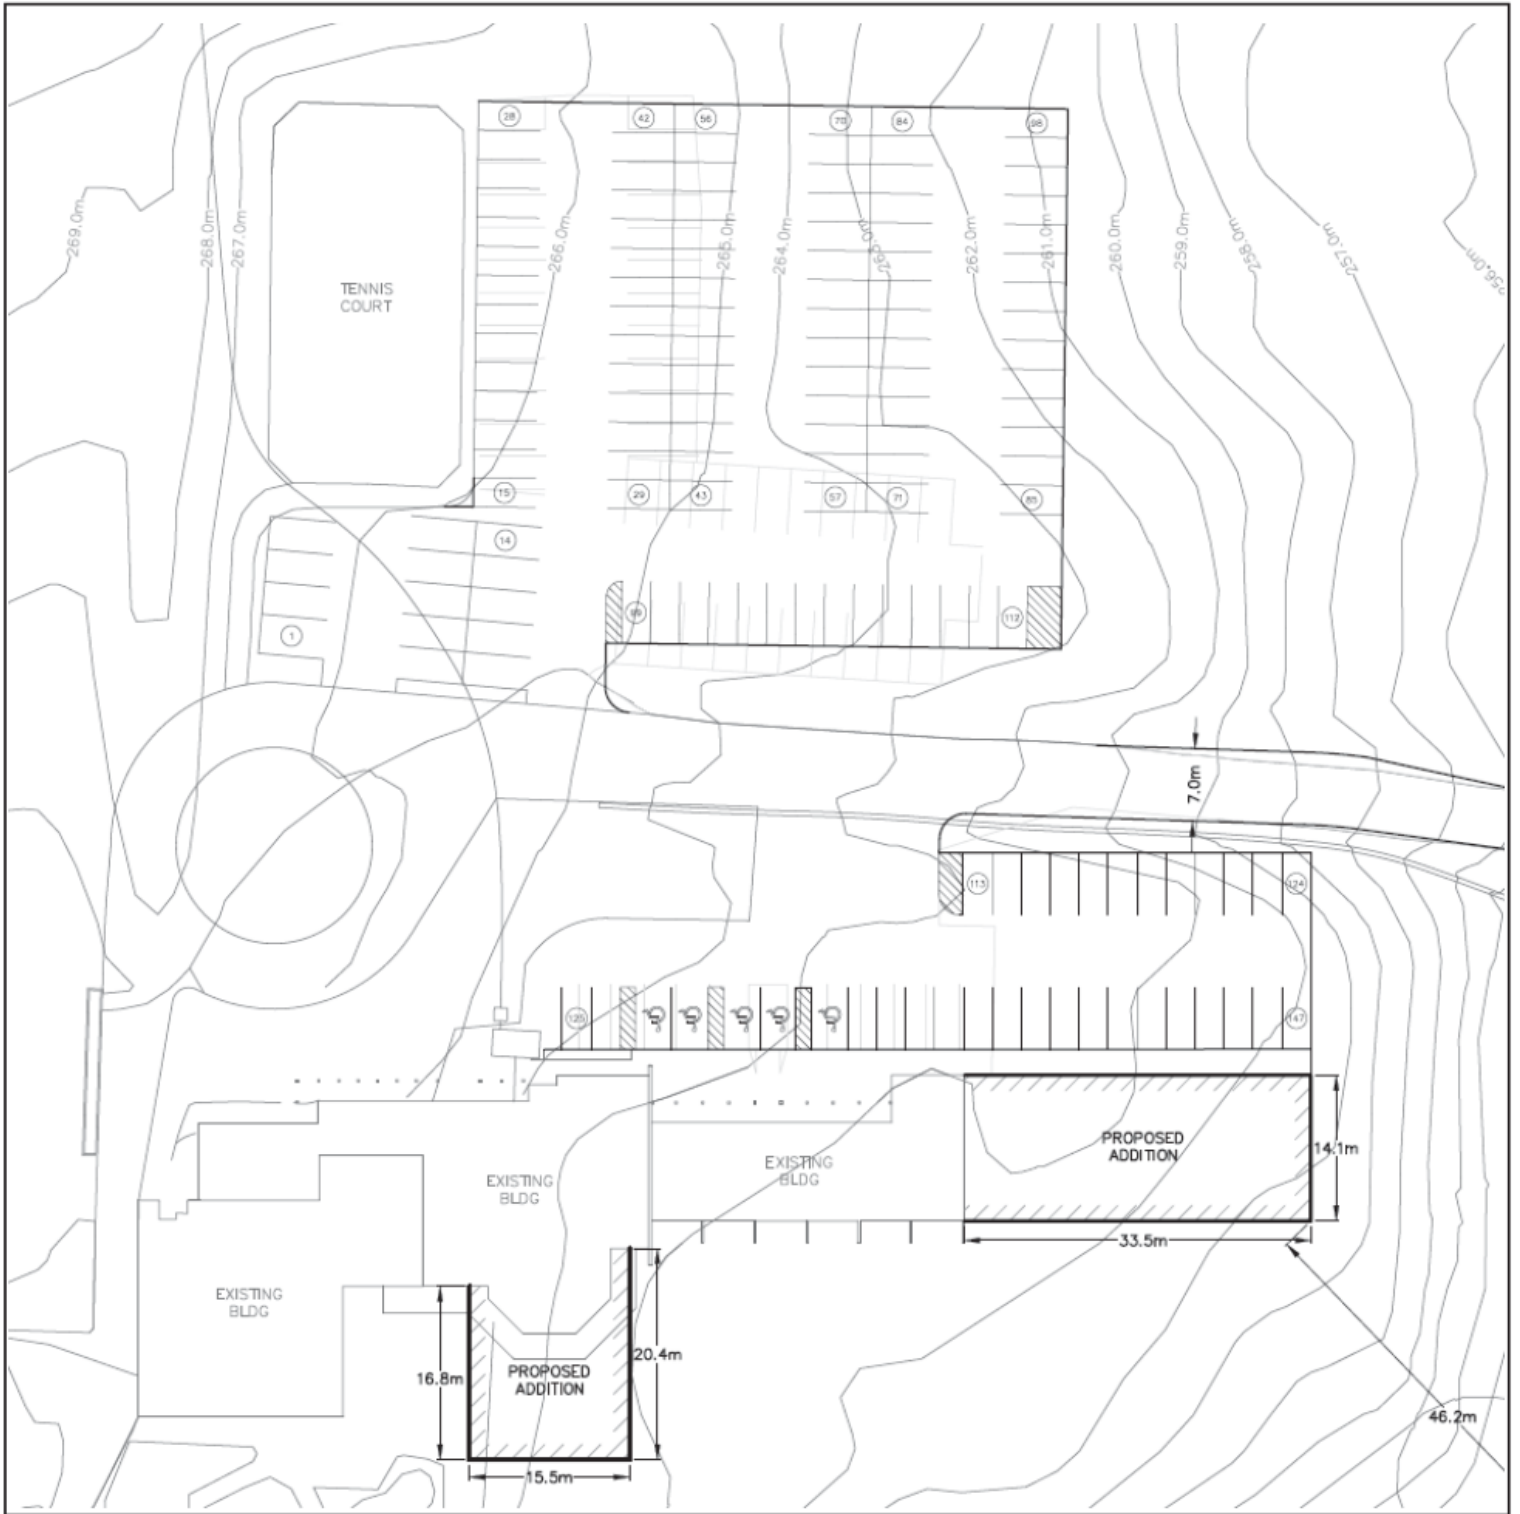 28
42
56
70
84
98
269.0m
268.0m
267.0m
266.0m
265.0m
264.0m
263.0m
262.0m
261.0m
260.0m
259.0m
258.0m
257.0m
256.0m
TENNIS
COURT
15
29
43
57
71
85
14
1
99
112
7.0m
113
124
125
147
PROPOSED
ADDITION
14.1m
EXISTING
BLDG
EXISTING
BLDG
33.5m
EXISTING
BLDG
20.4m
16.8m
PROPOSED
ADDITION
46.2m
15.5m